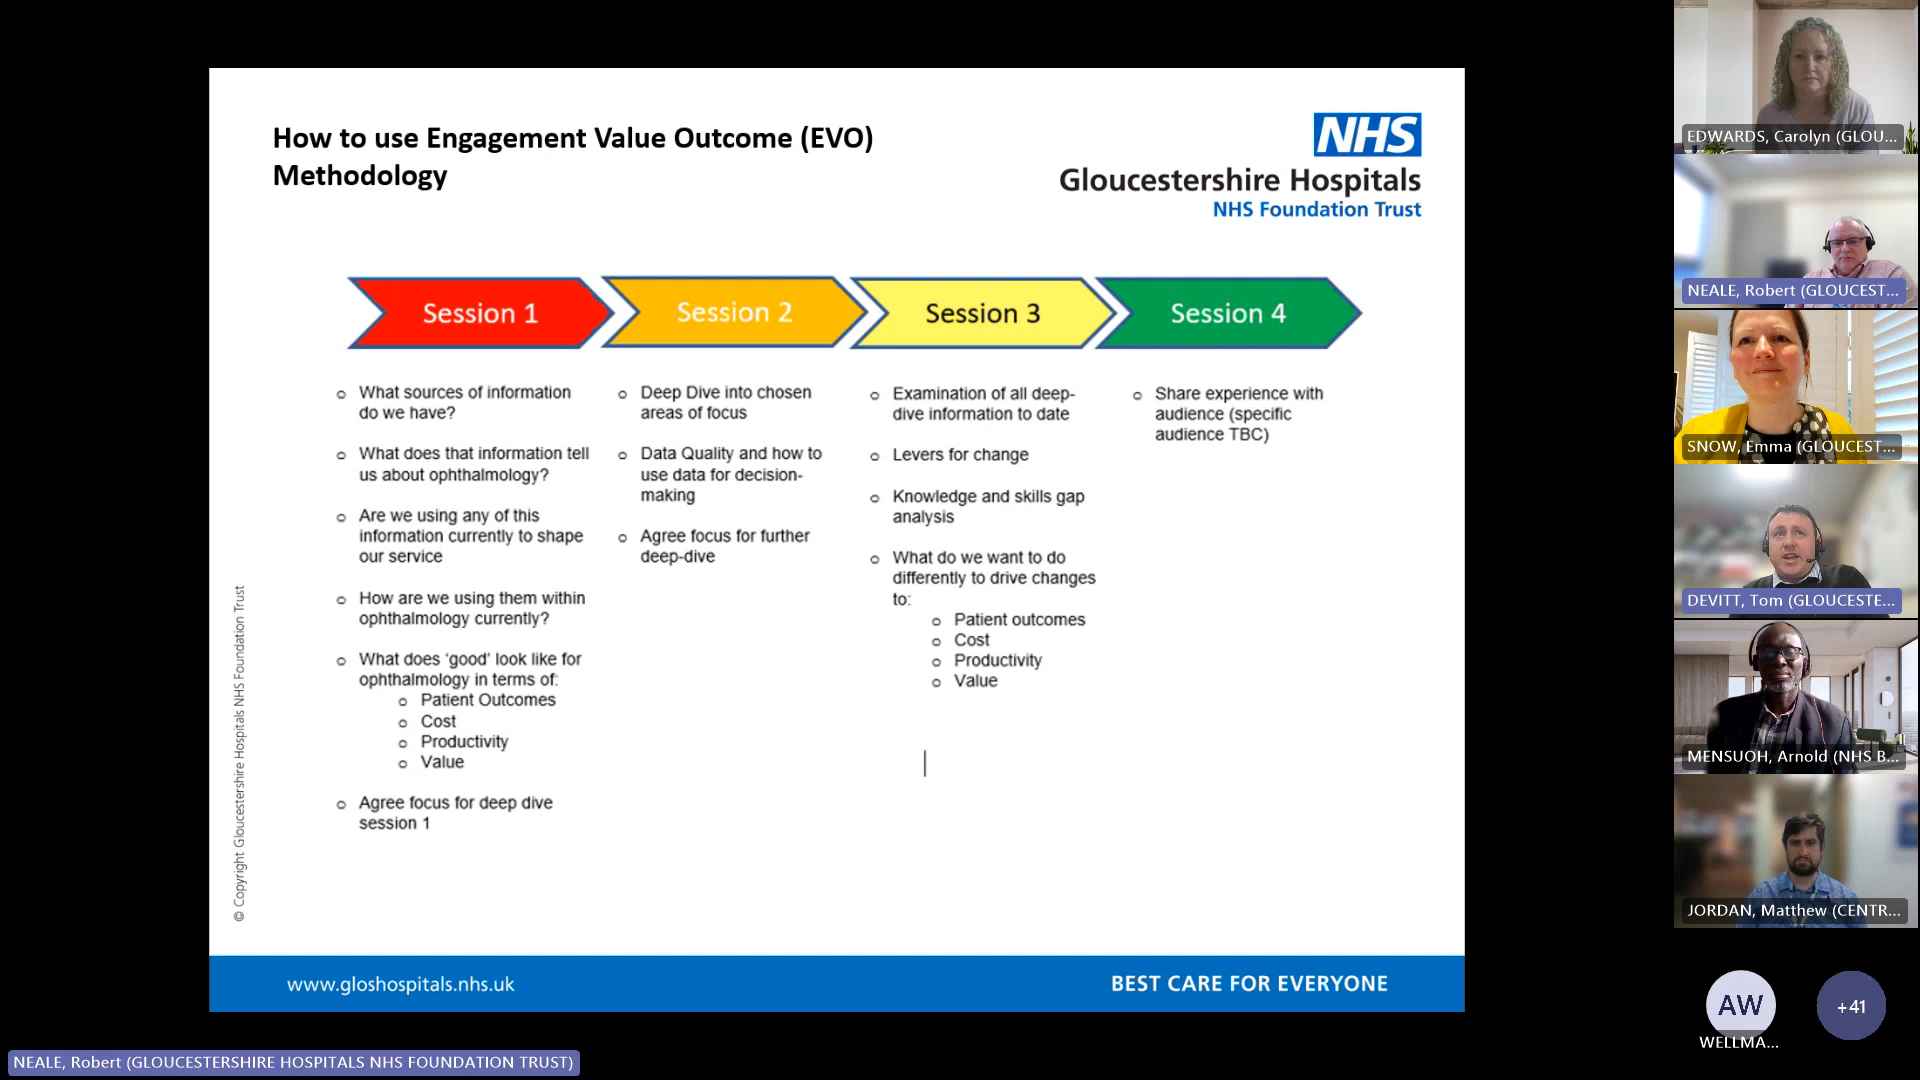 How to use Engagement Value Outcome (EVO)
Methodology
NHS
Gloucestershire Hospitals
NHS Foundation Trust
Session 1
Session 2
Session 3
Session 4
What sources of information
do we have?
What does that information tell
us about ophthalmology?
Are we using any of this
information currently to shape
our service
How are we using them within
ophthalmology currently?
What does ‘good’ look like for
ophthalmology in terms of:
Patient Outcomes
Cost
Productivity
Value
Agree focus for deep dive
session 1
Deep Dive into chosen
areas of focus
Data Quality and how to
use data for decision-
making
Agree focus for further
deep-dive
Examination of all deep-
dive information to date
Levers for change
Knowledge and skills gap
analysis
What do we want to do
differently to drive changes
to:
Patient outcomes
Cost
Productivity
Value
Share experience with
audience (specific
audience TBC)
© Copyright Gloucestershire Hospitals NHS Foundation Trust
www.gloshospitals.nhs.uk
BEST CARE FOR EVERYONE
EDWARDS, Carolyn (GLOU...
NEALE, Robert (GLOUCEST...
SNOW, Emma (GLOUCEST...
DEVITT, Tom (GLOUCESTE...
MENSUOH, Arnold (NHS B...
JORDAN, Matthew (CENTR...
AW
WELLMA...
+41
NEALE, Robert (GLOUCESTERSHIRE HOSPITALS NHS FOUNDATION TRUST)